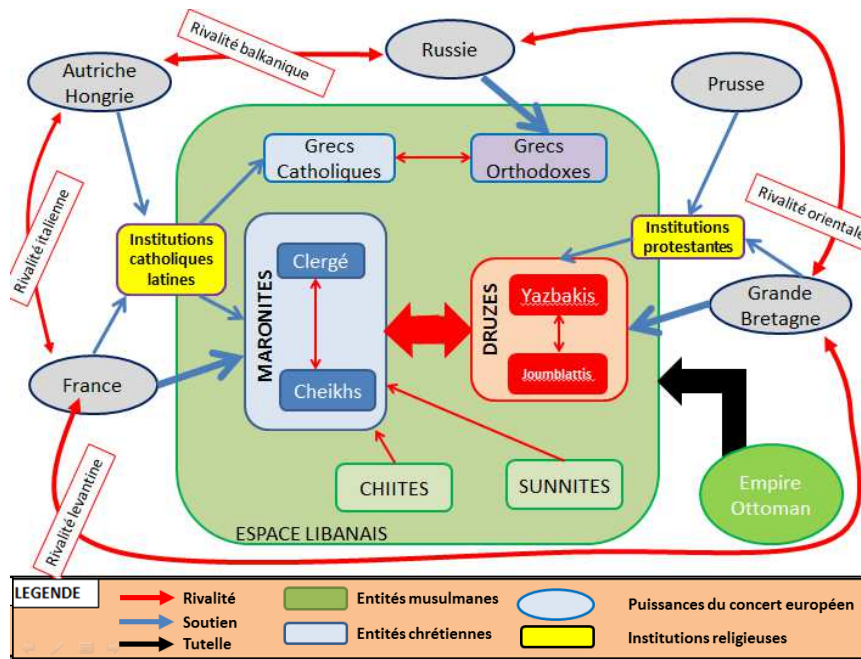 Rivalité balkanique
Russie
Autriche
Hongrie
Prusse
Grecs
Catholiques
Grecs
Orthodoxes
Rivalité italienne
Rivalité orientale
Institutions
catholiques
latines
Institutions
protestantes
MARONITES
Clergé
Cheikhs
DRUZES
Yazbakis
Joumblattis
Grande
Bretagne
France
CHIITES
SUNNITES
Empire
Ottoman
ESPACE LIBANAIS
Rivalité levantine
LEGENDE
Rivalité
Soutien
Tutelle
Entités musulmanes
Entités chrétiennes
Puissances du concert européen
Institutions religieuses